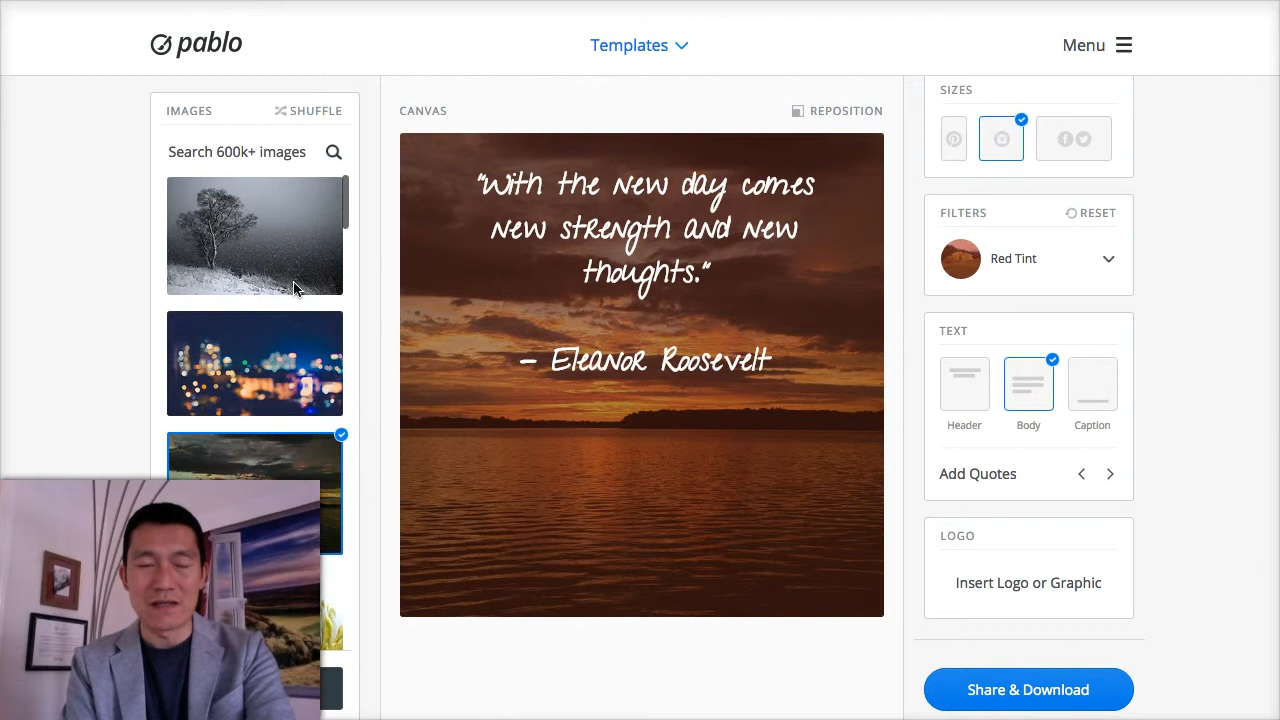 pablo
Templates
Menu
IMAGES
SHUFFLE
Search 600k+ images
CANVAS
REPOSITION
"With the new day comes
new strength and new
thoughts."
- Eleanor Roosevelt
SIZES
FILTERS
RESET
Red Tint
TEXT
Header
Body
Caption
Add Quotes
LOGO
Insert Logo or Graphic
Share & Download